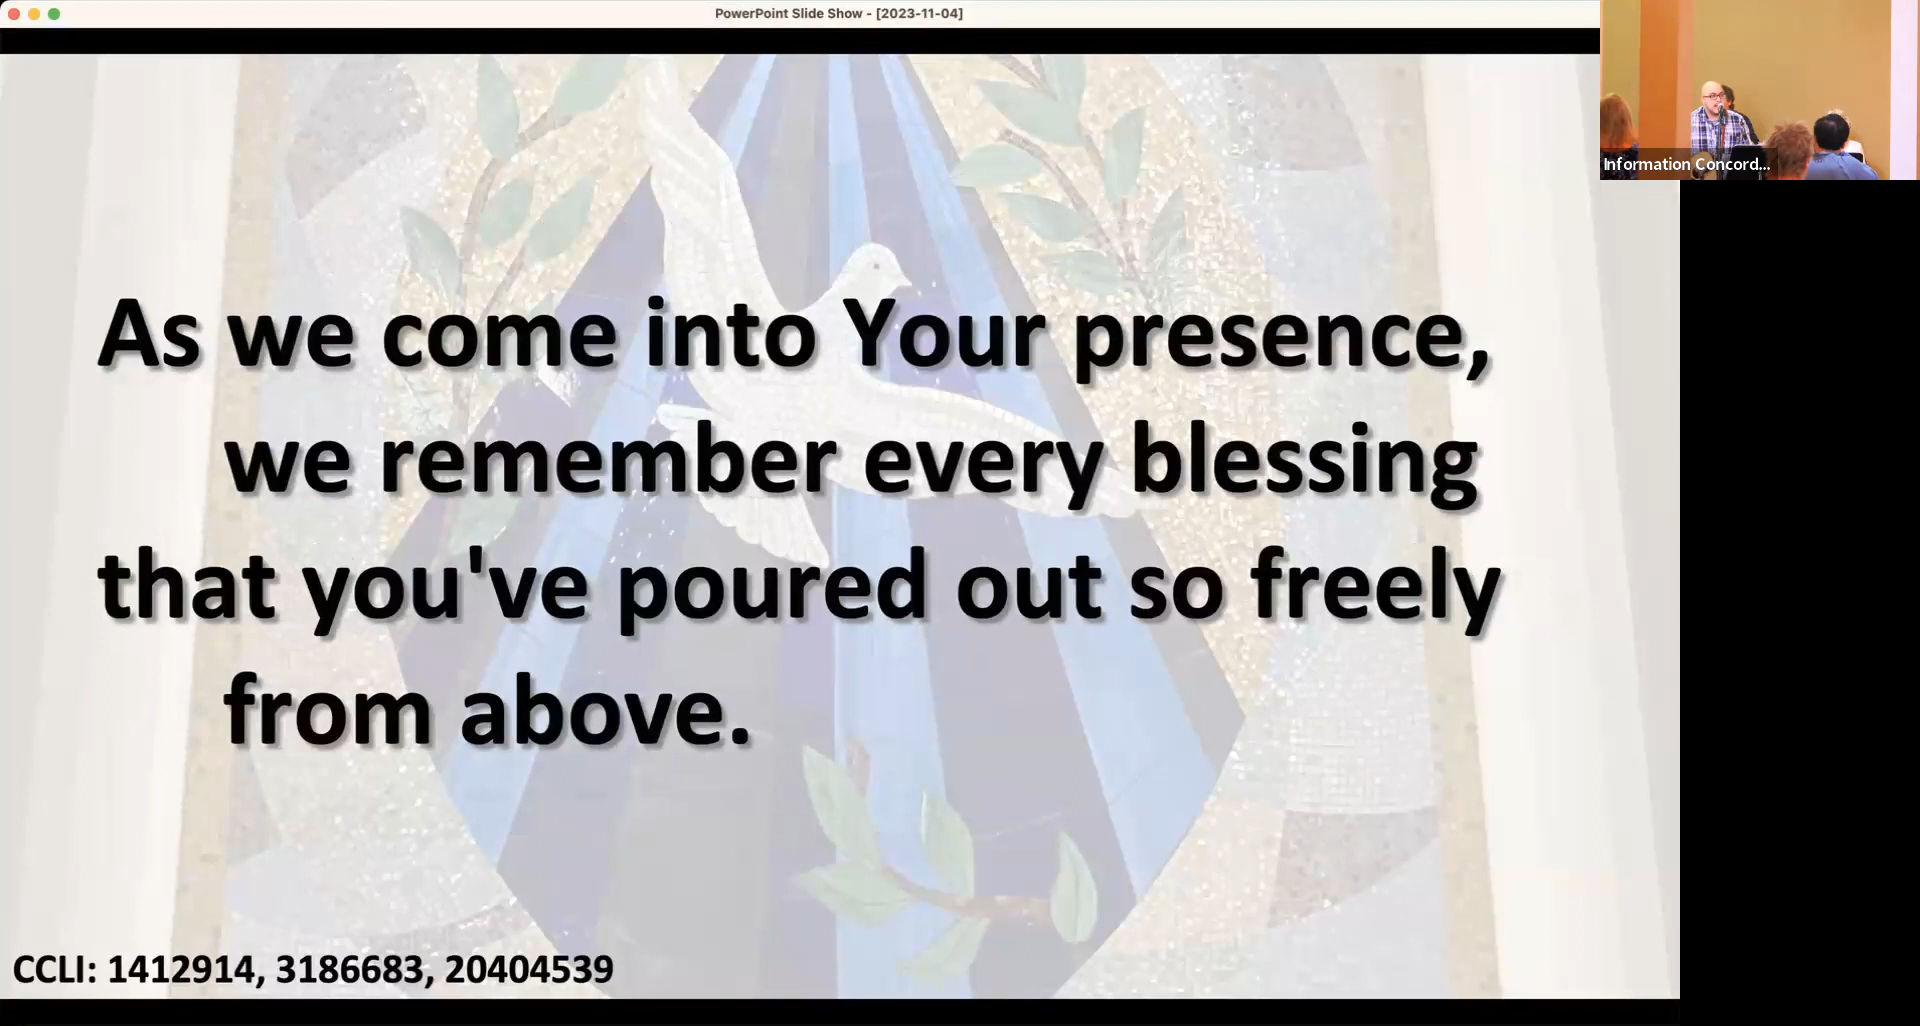 PowerPoint Slide Show - [2023-11-04]
Information Concord...
As we come into Your presence,
we remember every blessing
that you've poured out so freely
from above.
CCLI: 1412914, 3186683, 20404539